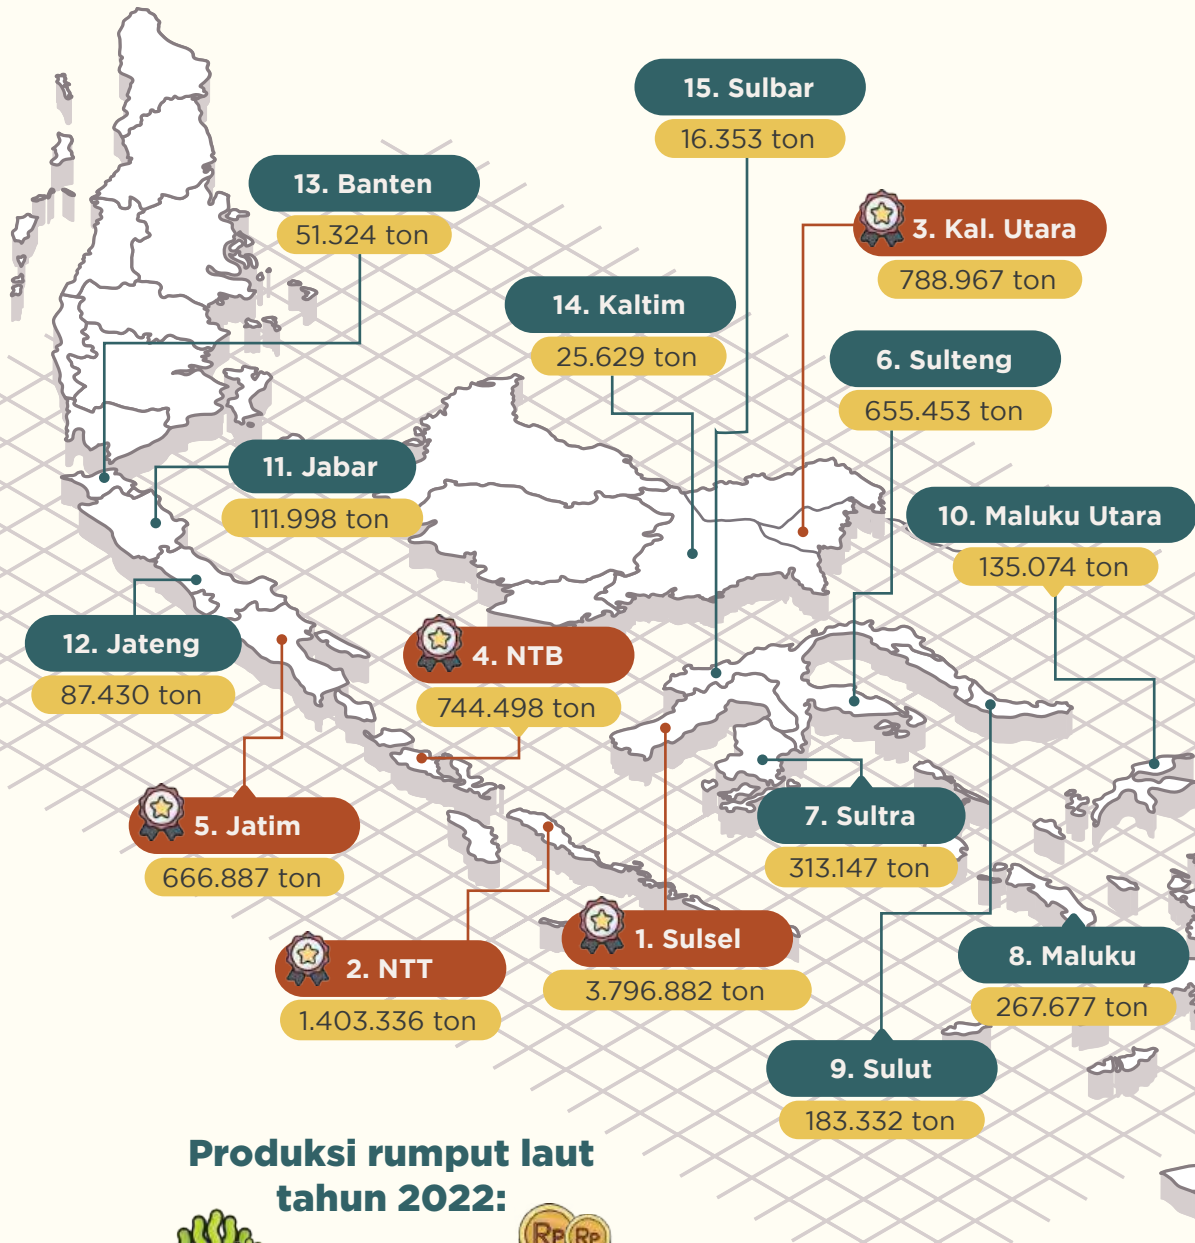 15. Sulbar
16.353 ton
13. Banten
51.324 ton
3. Kal. Utara
788.967 ton
14. Kaltim
25.629 ton
6. Sulteng
655.453 ton
11. Jabar
111.998 ton
10. Maluku Utara
135.074 ton
12. Jateng
87.430 ton
4. NTB
744.498 ton
5. Jatim
666.887 ton
7. Sultra
313.147 ton
2. NTT
1.403.336 ton
1. Sulsel
3.796.882 ton
8. Maluku
267.677 ton
9. Sulut
183.332 ton
Produksi rumput laut
tahun 2022:
Rp Rp